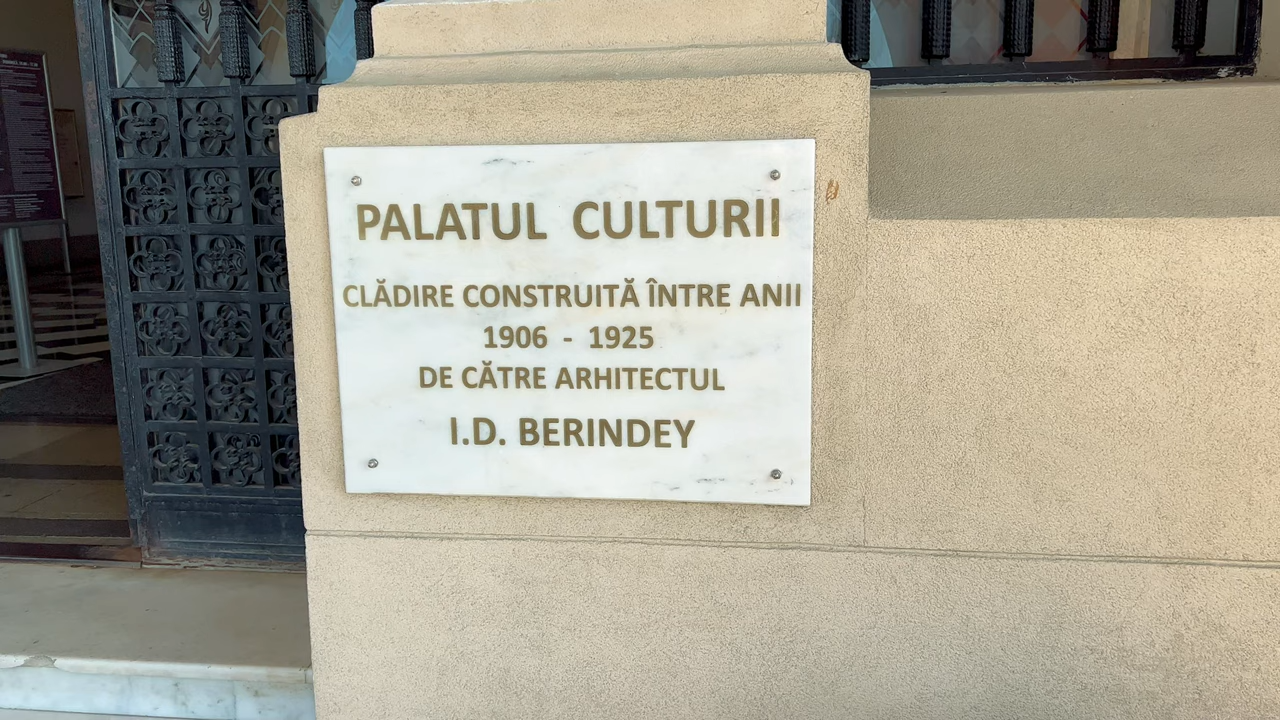 PALATUL CULTURII
CLĂDIRE CONSTRUITĂ ÎNTRE ANII
1906 - 1925
DE CĂTRE ARHITECTUL
I.D. BERINDEY